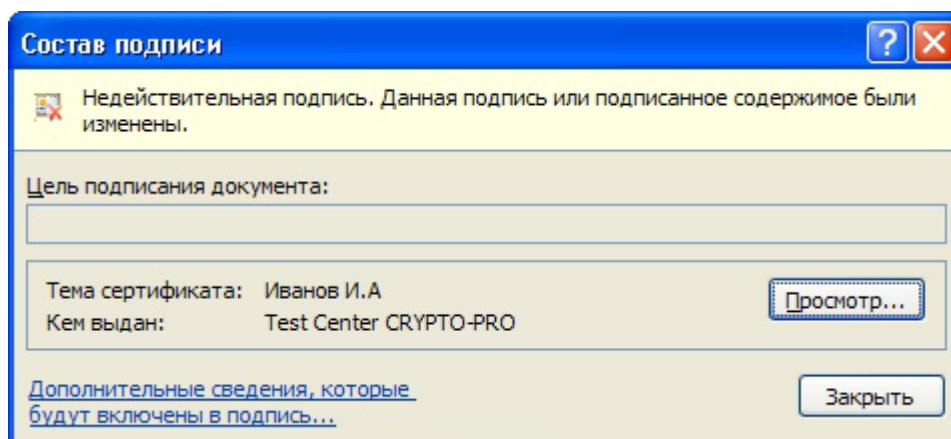 Состав подписи
Недействительная подпись. Данная подпись или подписанное содержимое были
изменены.
Цель подписания документа:
Тема сертификата: Иванов И.А
Просмотр...
Кем выдан: Test Center CRYPTO-PRO
Дополнительные сведения, которые
будут включены в подпись...
Закрыть